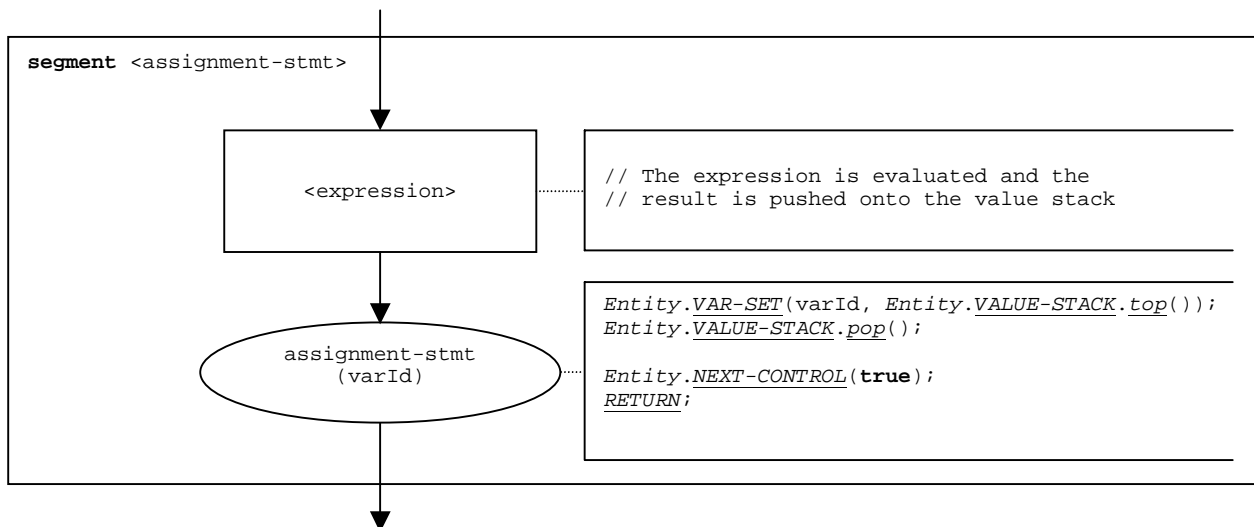 segment <assignment-stmt>
<expression>
// The expression is evaluated and the
// result is pushed onto the value stack
assignment-stmt
(varId)
Entity.VAR-SET(varId, Entity.VALUE-STACK.top());
Entity.VALUE-STACK.pop();
Entity.NEXT-CONTROL(true);
RETURN;